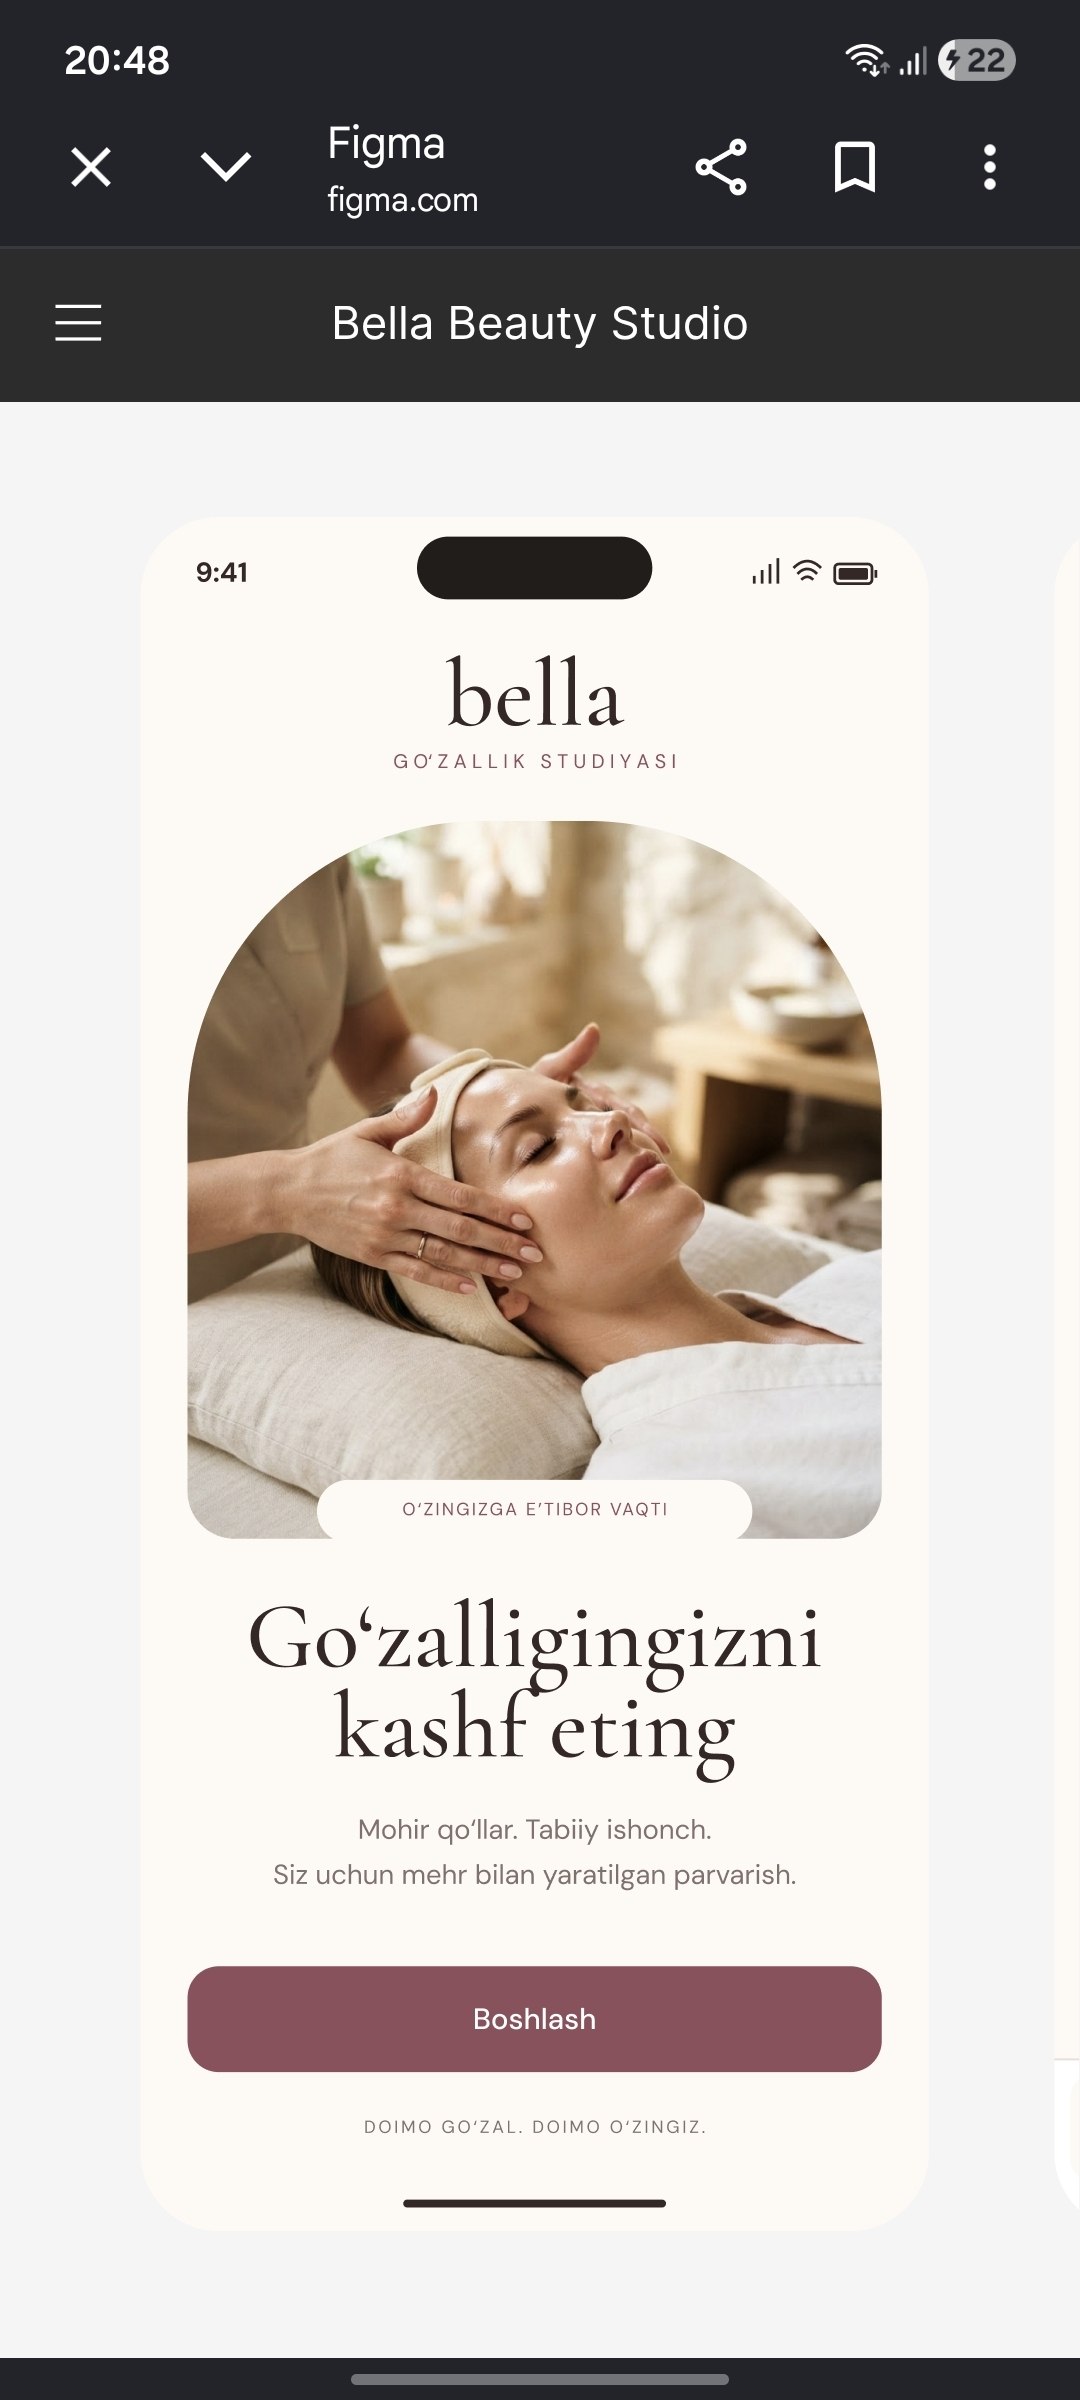 20:48
22
Figma
figma.com
Bella Beauty Studio
9:41
bella
GO‘ZALLIK STUDIYASI
O‘ZINGIZGA E’TIBOR VAQTI
Go‘zalligingizni
kashf eting
Mohir qo‘llar. Tabiiy ishonch.
Siz uchun mehr bilan yaratilgan parvarish.
Boshlash
DOIMO GO‘ZAL. DOIMO O‘ZINGIZ.